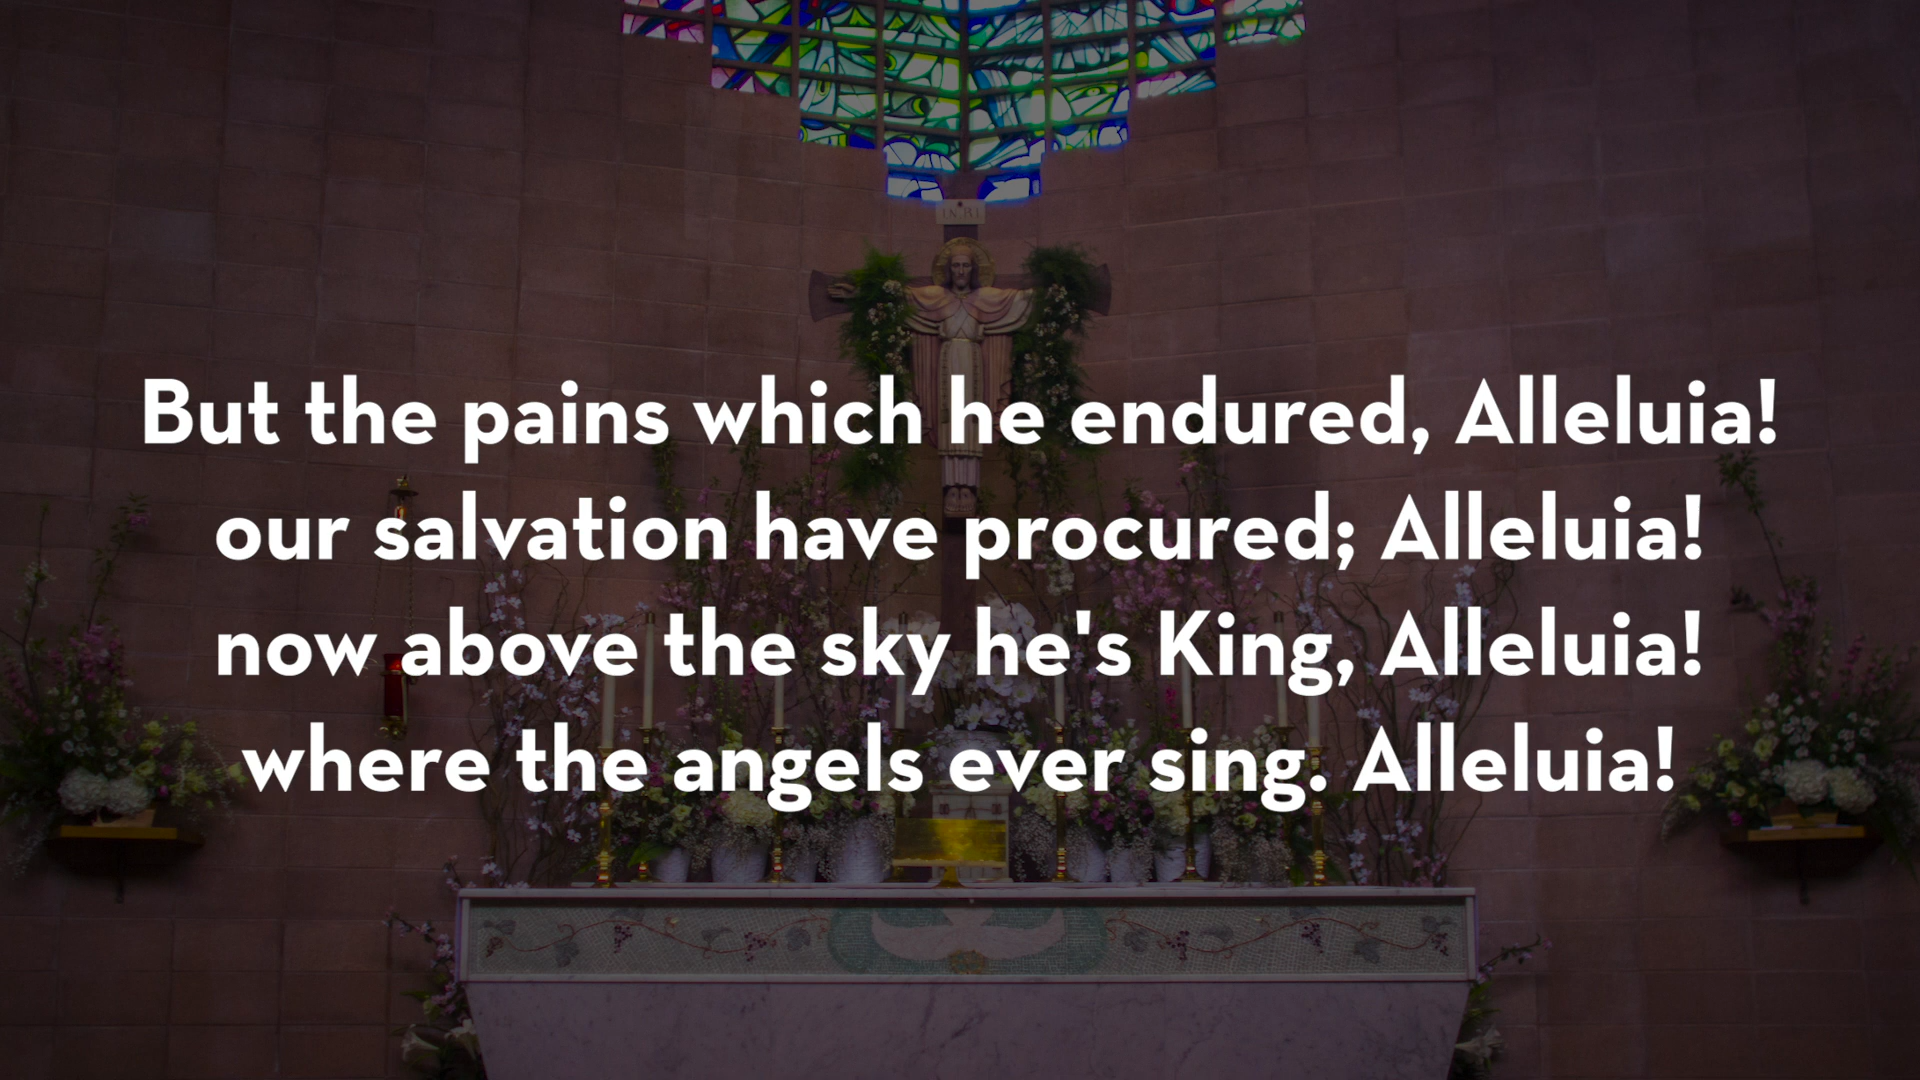 INRI
But the pains which he endured, Alleluia!
our salvation have procured; Alleluia!
now above the sky he's King, Alleluia!
where the angels ever sing. Alleluia!